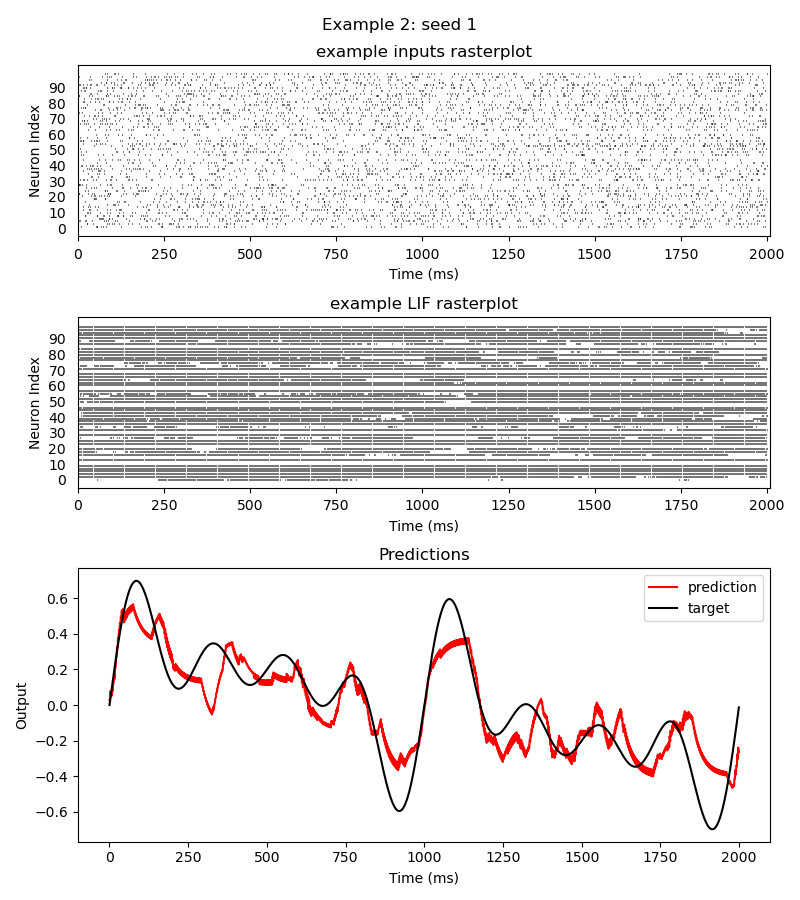 Example 2: seed 1
example inputs rasterplot
90
80
70
60
50
40
30
20
10
0
Neuron Index
0 250 500 750 1000 1250 1500 1750 2000
Time (ms)
example LIF rasterplot
90
80
70
60
50
40
30
20
10
0
Neuron Index
0 250 500 750 1000 1250 1500 1750 2000
Time (ms)
Predictions
prediction
target
0.6
0.4
0.2
0.0
−0.2
−0.4
−0.6
Output
0 250 500 750 1000 1250 1500 1750 2000
Time (ms)